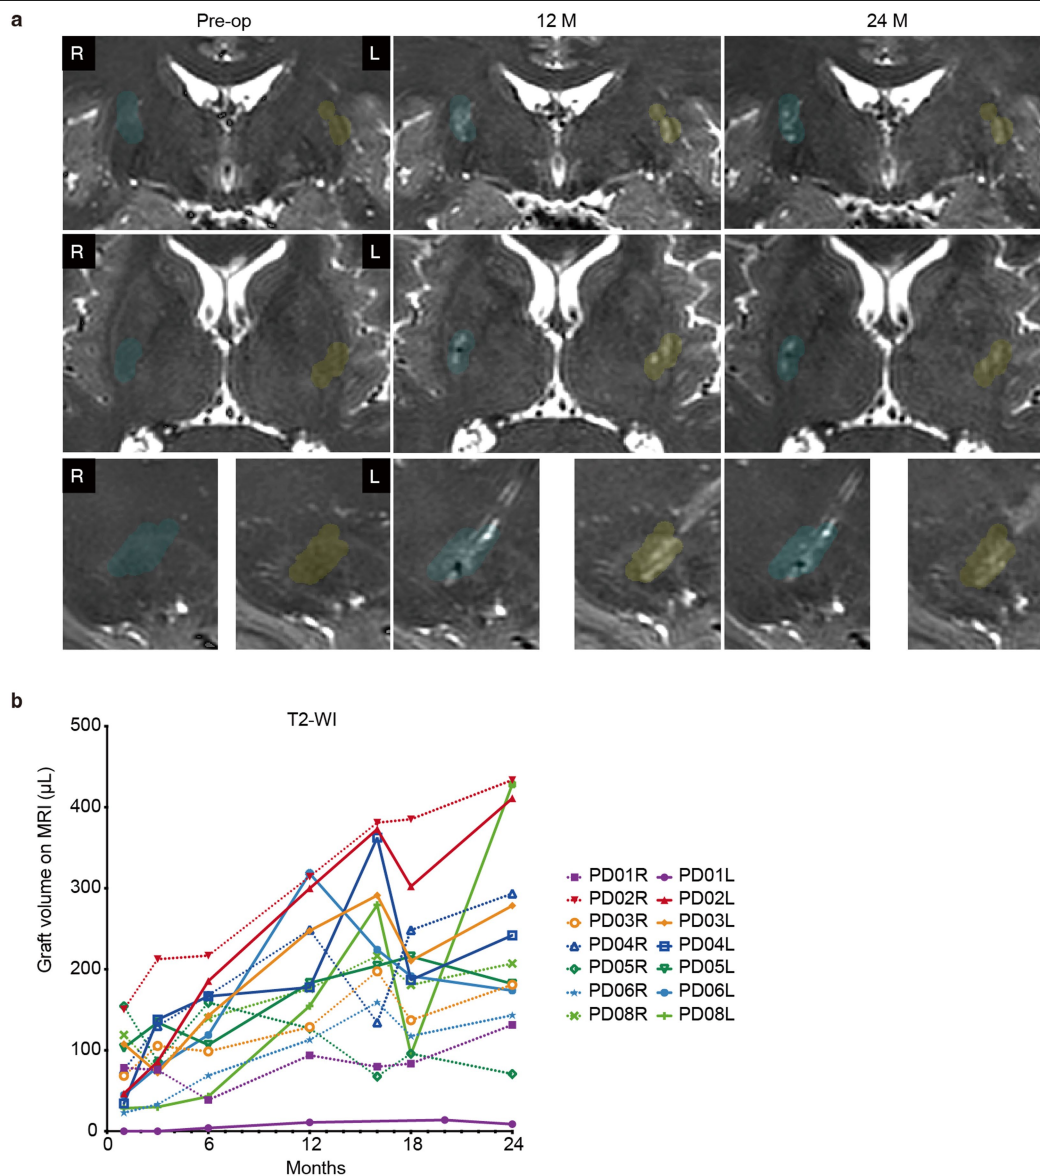 a
Pre-op 12 M 24 M
R L
R L
R L
b
T2-WI
500
400
300
200
100
0
Graft volume on MRI (µL)
0 6 12 18 24
Months
PD01R PD01L
PD02R PD02L
PD03R PD03L
PD04R PD04L
PD05R PD05L
PD06R PD06L
PD08R PD08L